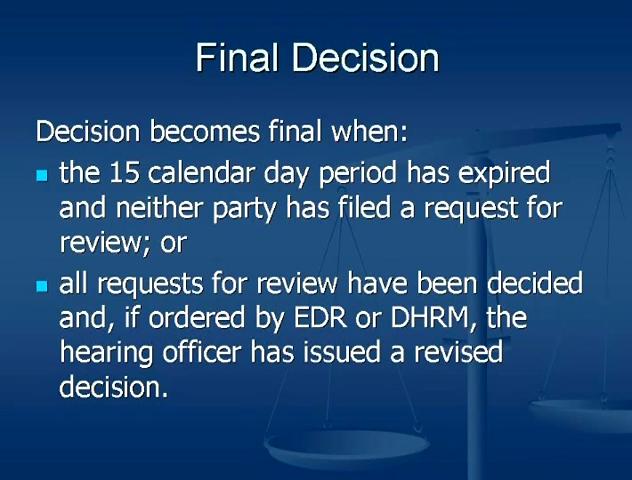 Final Decision
Decision becomes final when:
the 15 calendar day period has expired
and neither party has filed a request for
review; or
all requests for review have been decided
and, if ordered by EDR or DHRM, the
hearing officer has issued a revised
decision.